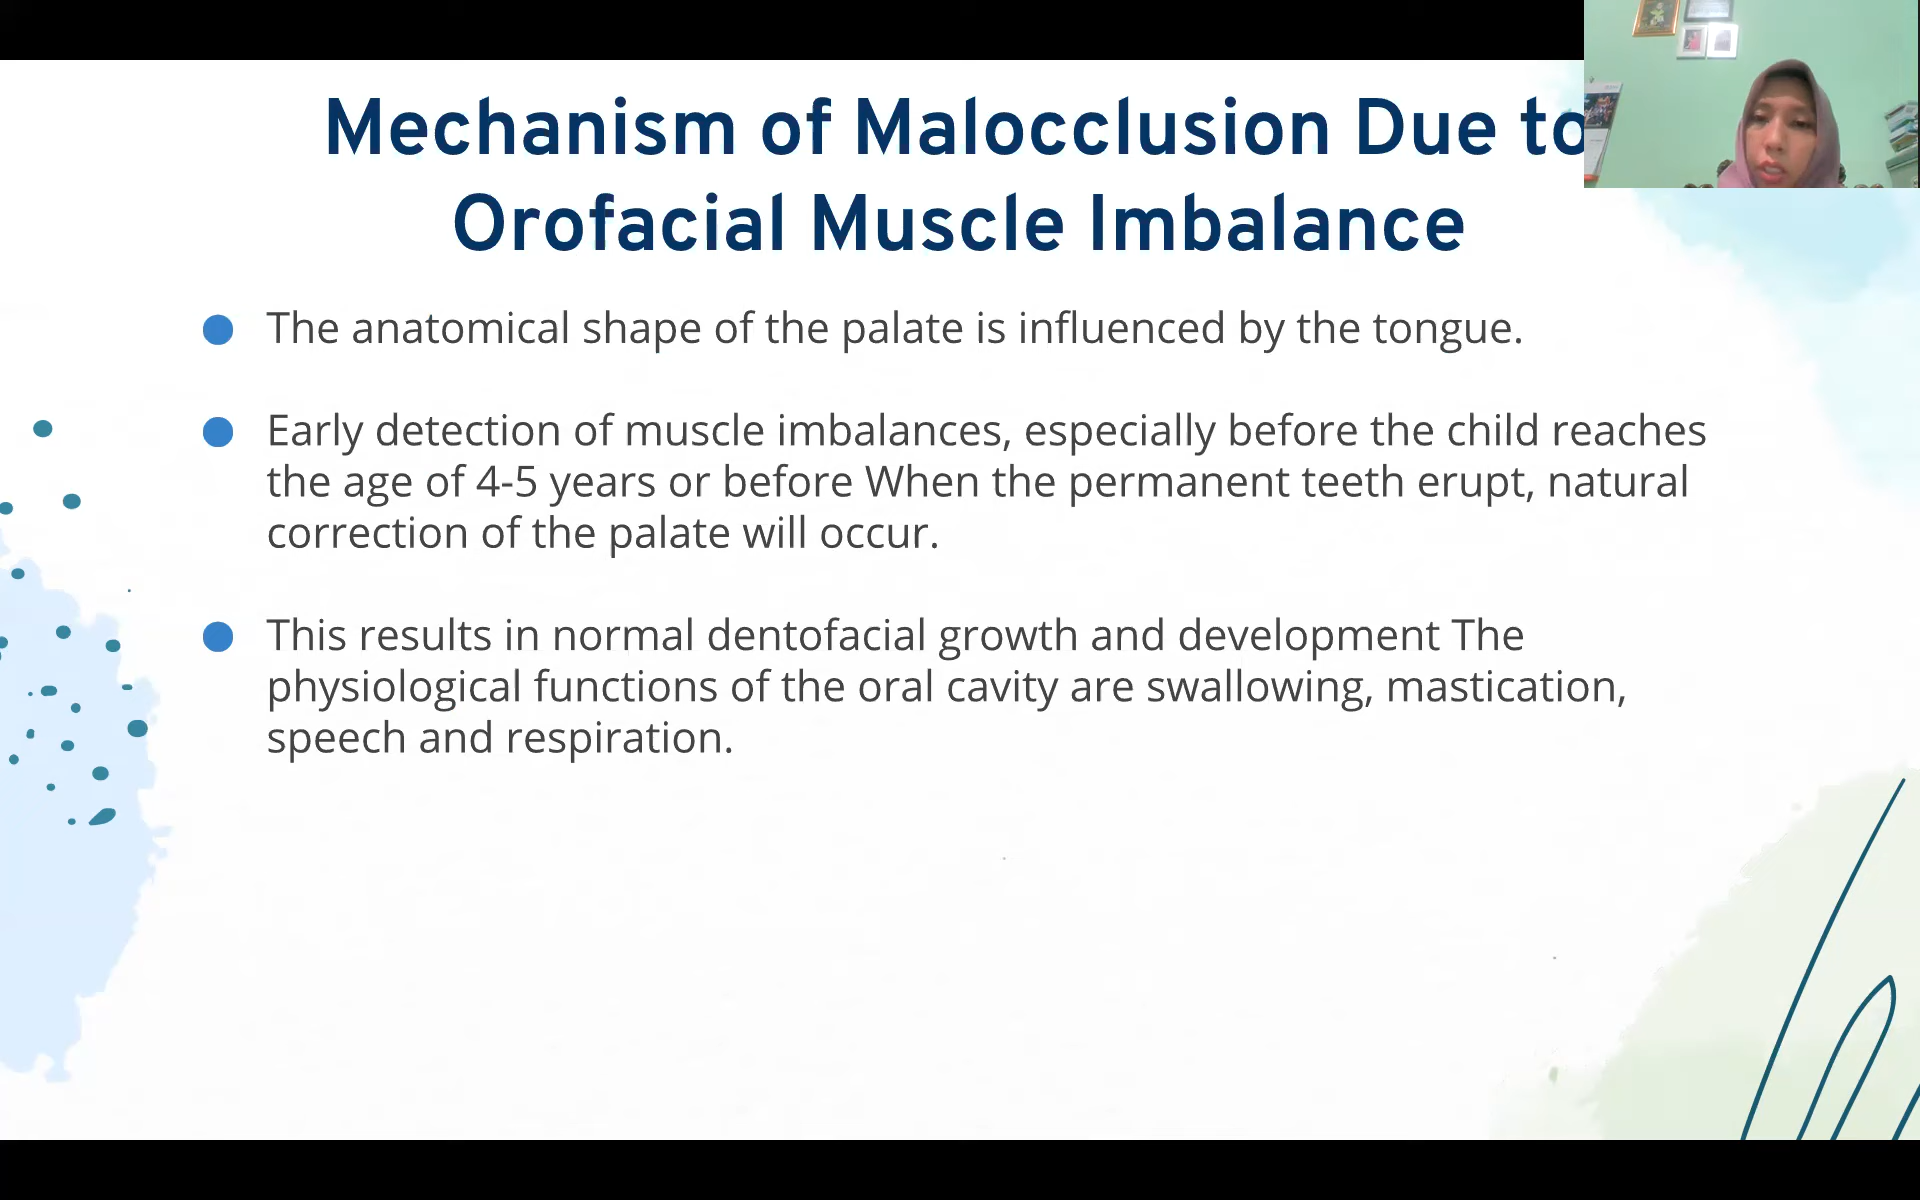 Mechanism of Malocclusion Due to
Orofacial Muscle Imbalance
The anatomical shape of the palate is influenced by the tongue.
Early detection of muscle imbalances, especially before the child reaches
the age of 4-5 years or before When the permanent teeth erupt, natural
correction of the palate will occur.
This results in normal dentofacial growth and development The
physiological functions of the oral cavity are swallowing, mastication,
speech and respiration.